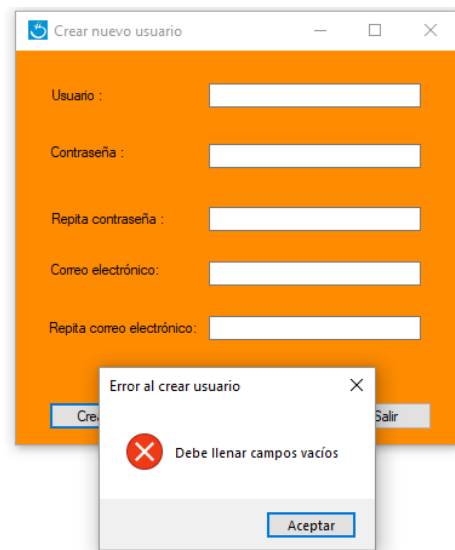 Crear nuevo usuario
Usuario :
Contraseña :
Repita contraseña :
Correo electrónico:
Repita correo electrónico:
Error al crear usuario
Salir
Debe llenar campos vacíos
Aceptar